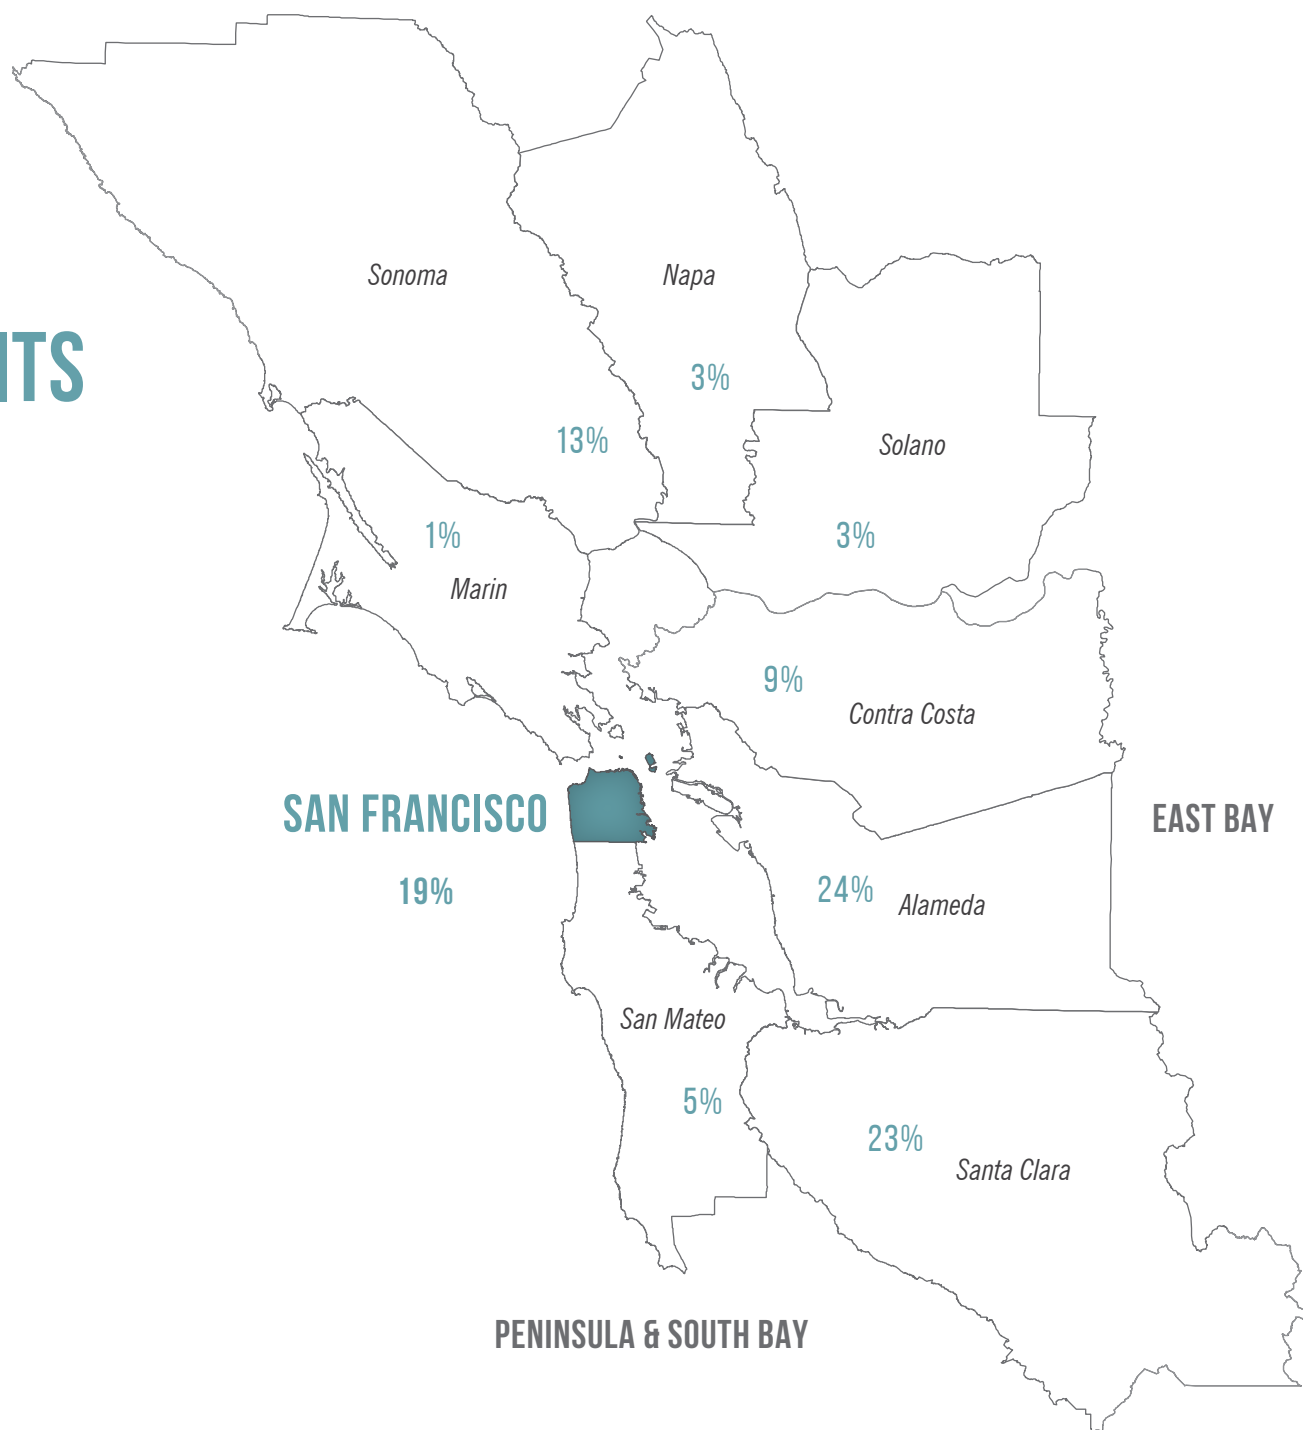 Sonoma
Napa
ITS
3%
13%
Solano
1%
3%
Marin
9%
Contra Costa
SAN FRANCISCO
EAST BAY
19%
24%
Alameda
San Mateo
5%
23%
Santa Clara
PENINSULA & SOUTH BAY